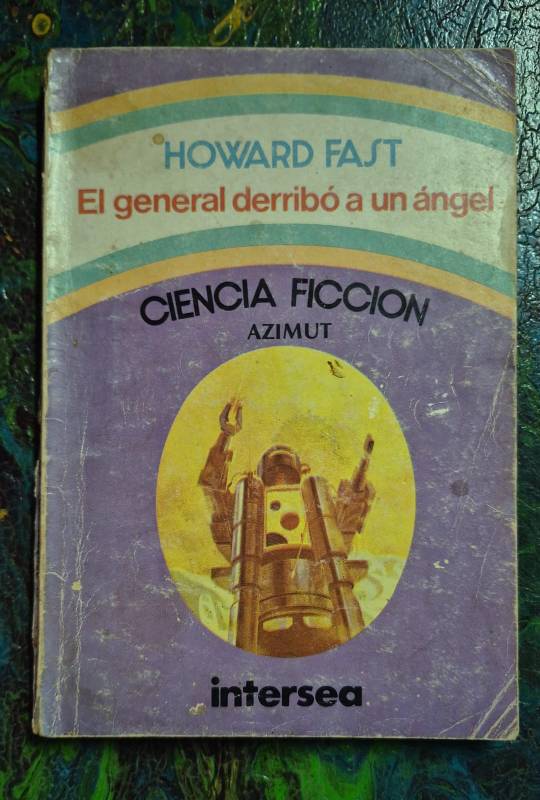 HOWARD FAST
El general derribó a un ángel
CIENCIA FICCION
AZIMUT
intersea